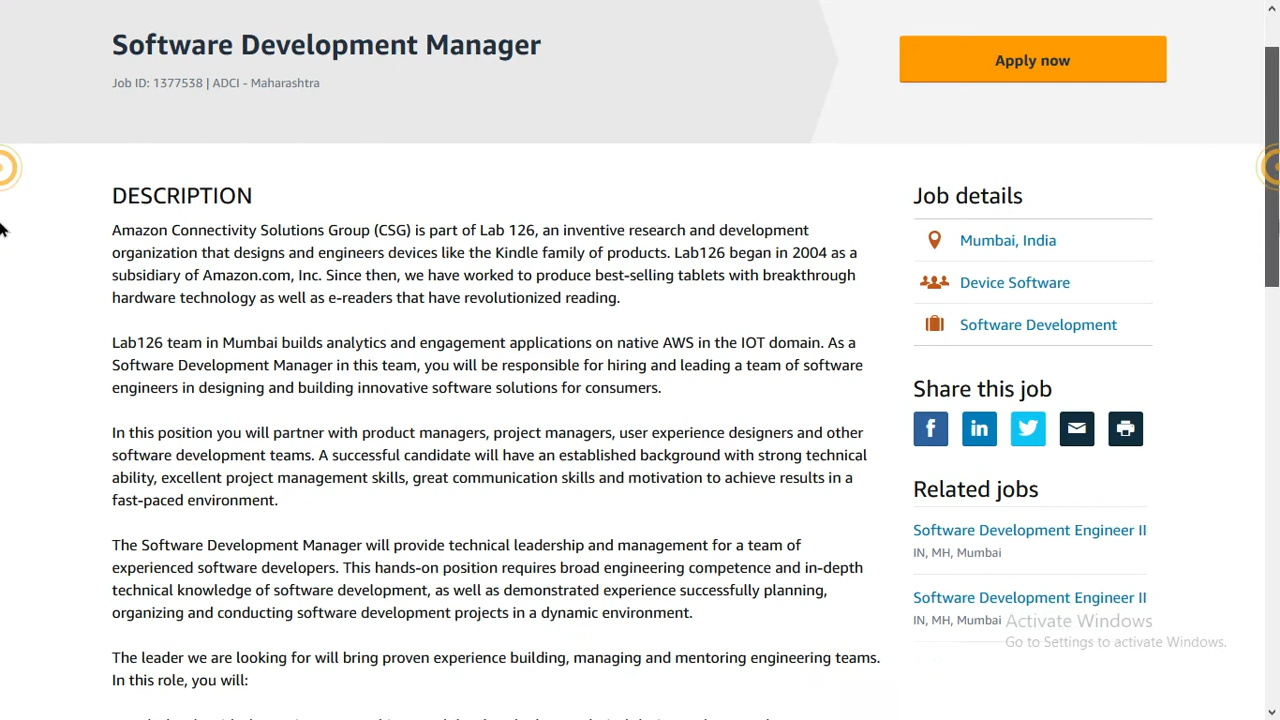 Software Development Manager
Job ID: 1377538 | ADCI - Maharashtra
Apply now
DESCRIPTION
Amazon Connectivity Solutions Group (CSG) is part of Lab 126, an inventive research and development
organization that designs and engineers devices like the Kindle family of products. Lab126 began in 2004 as a
subsidiary of Amazon.com, Inc. Since then, we have worked to produce best-selling tablets with breakthrough
hardware technology as well as e-readers that have revolutionized reading.
Lab126 team in Mumbai builds analytics and engagement applications on native AWS in the IOT domain. As a
Software Development Manager in this team, you will be responsible for hiring and leading a team of software
engineers in designing and building innovative software solutions for consumers.
In this position you will partner with product managers, project managers, user experience designers and other
software development teams. A successful candidate will have an established background with strong technical
ability, excellent project management skills, great communication skills and motivation to achieve results in a
fast-paced environment.
The Software Development Manager will provide technical leadership and management for a team of
experienced software developers. This hands-on position requires broad engineering competence and in-depth
technical knowledge of software development, as well as demonstrated experience successfully planning,
organizing and conducting software development projects in a dynamic environment.
The leader we are looking for will bring proven experience building, managing and mentoring engineering teams.
In this role, you will:
Job details
Mumbai, India
Device Software
Software Development
Share this job
Related jobs
Software Development Engineer II
IN, MH, Mumbai
Software Development Engineer II
IN, MH, Mumbai
Activate Windows
Go to Settings to activate Windows.